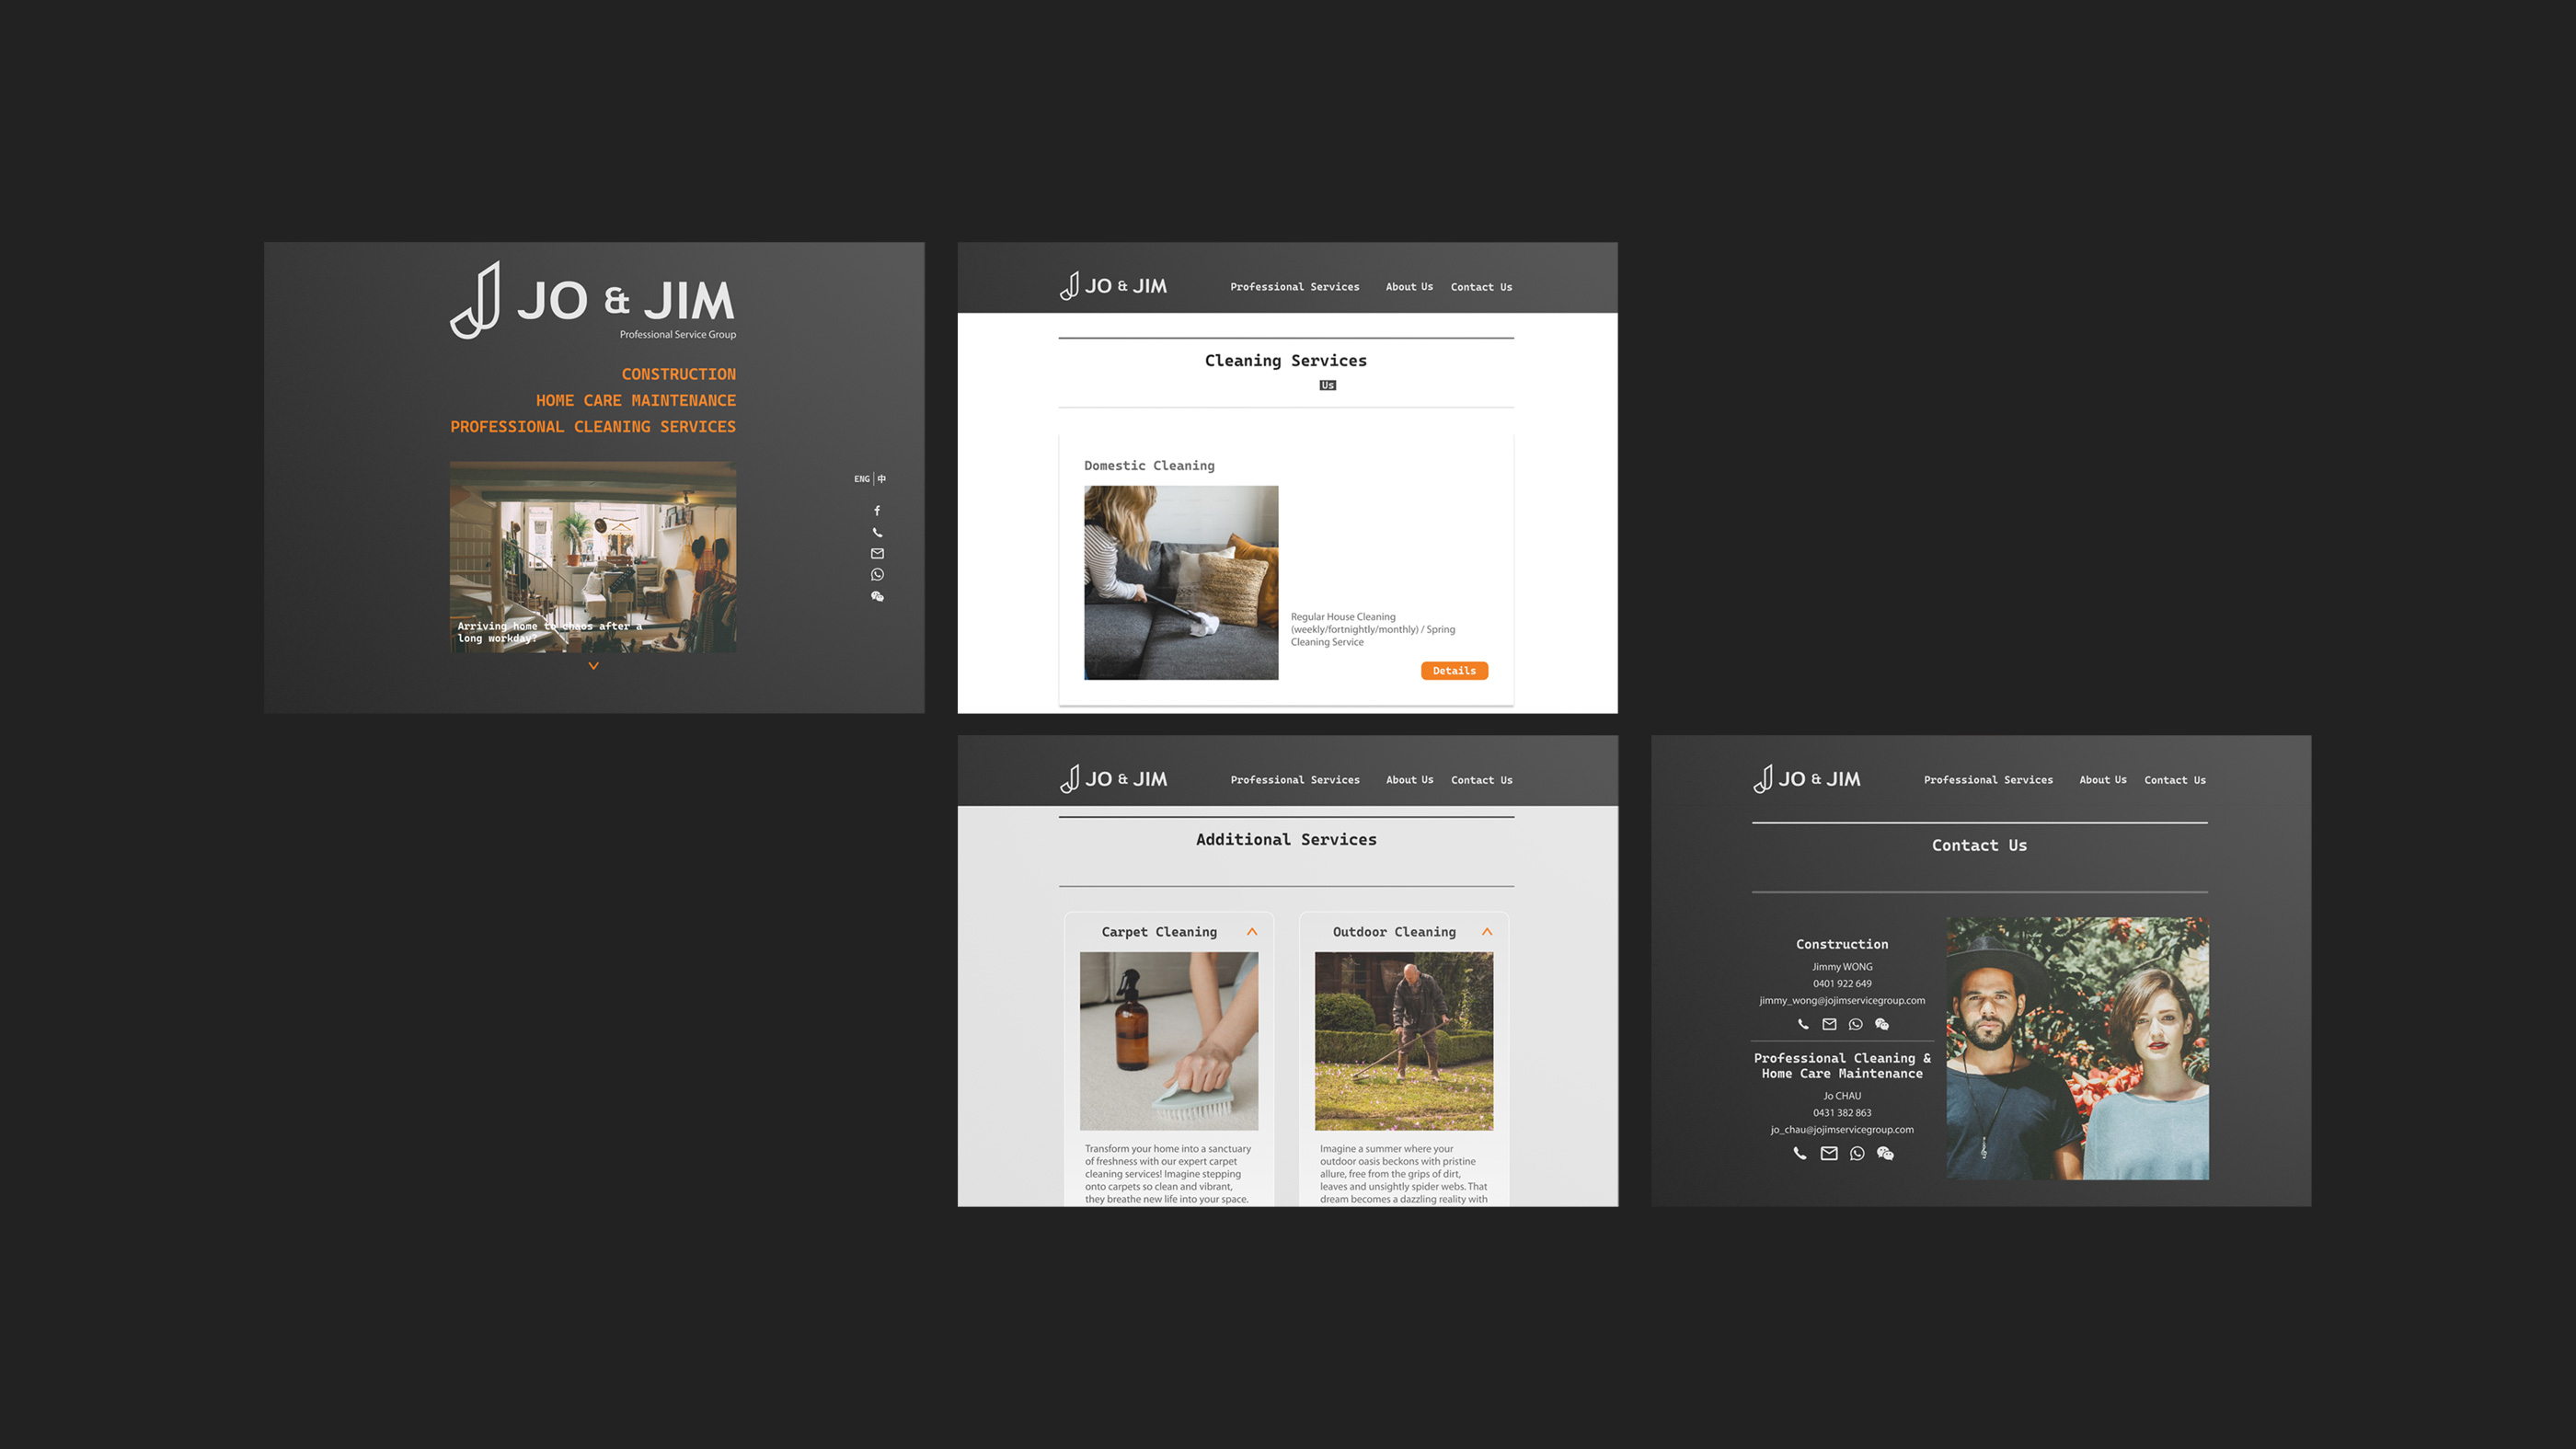 JO & JIM
Professional Service Group
CONSTRUCTION
HOME CARE MAINTENANCE
PROFESSIONAL CLEANING SERVICES
Arriving home to chaos after a
long workday?
ENG | 中
JO & JIM
Professional Services
About Us
Contact Us
Cleaning Services
Us
Domestic Cleaning
Regular House Cleaning
(weekly/fortnightly/monthly) / Spring
Cleaning Service
Details
JO & JIM
Professional Services
About Us
Contact Us
Additional Services
Carpet Cleaning
Transform your home into a sanctuary
of freshness with our expert carpet
cleaning services! Imagine stepping
onto carpets so clean and vibrant,
they breathe new life into your space.
Outdoor Cleaning
Imagine a summer where your
outdoor oasis beckons with pristine
allure, free from the grips of dirt,
leaves and unsightly spider webs. That
dream becomes a dazzling reality with
JO & JIM
Professional Services
About Us
Contact Us
Contact Us
Construction
Jimmy WONG
0401 922 649
jimmy_wong@jojimservicegroup.com
Professional Cleaning &
Home Care Maintenance
Jo CHAU
0431 382 863
jo_chau@jojimservicegroup.com